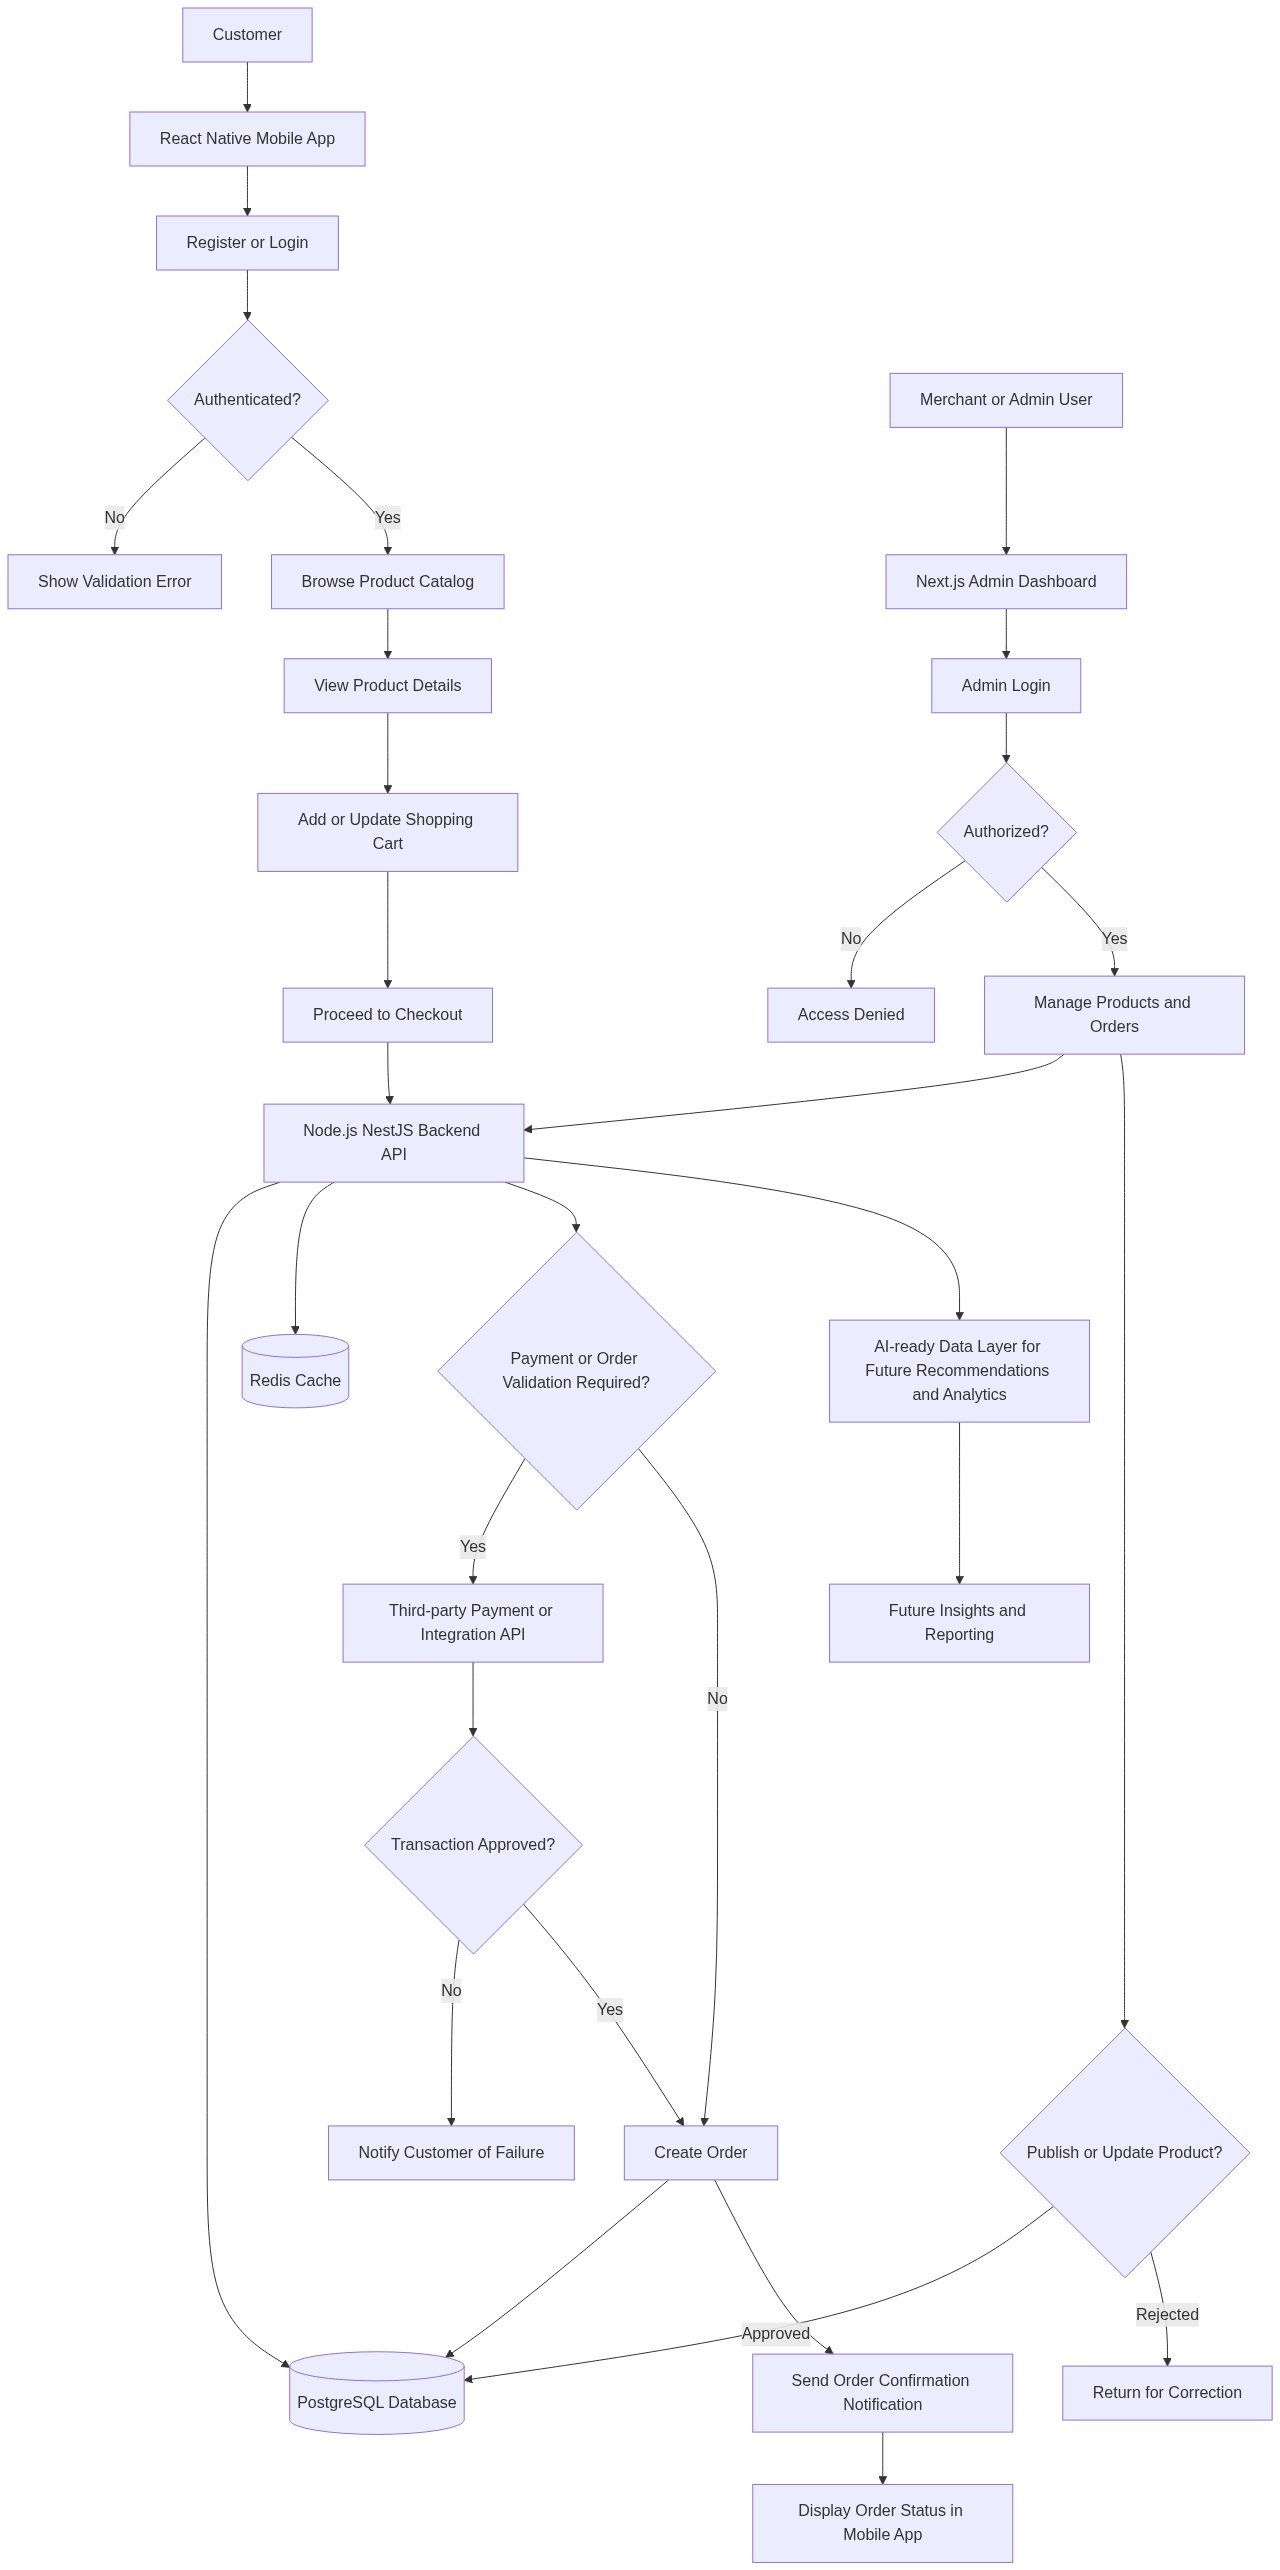 Customer
React Native Mobile App
Register or Login
Authenticated?
Merchant or Admin User
No
Yes
Show Validation Error
Browse Product Catalog
Next.js Admin Dashboard
View Product Details
Admin Login
Add or Update Shopping
Cart
Authorized?
No
Yes
Proceed to Checkout
Access Denied
Manage Products and
Orders
Node.js NestJS Backend
API
Redis Cache
Payment or Order
Validation Required?
AI-ready Data Layer for
Future Recommendations
and Analytics
Yes
Third-party Payment or
Integration API
Future Insights and
Reporting
No
Transaction Approved?
No
Yes
Notify Customer of Failure
Create Order
Publish or Update Product?
Rejected
Approved
PostgreSQL Database
Send Order Confirmation
Notification
Return for Correction
Display Order Status in
Mobile App